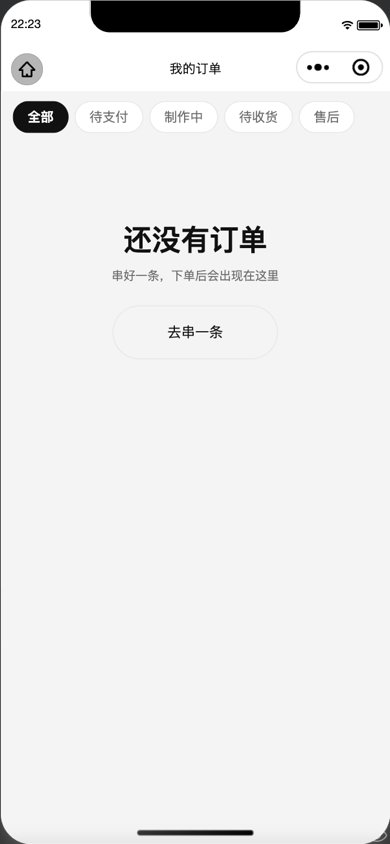 22:23
我的订单
全部 待支付 制作中 待收货 售后
还没有订单
串好一条，下单后会出现在这里
去串一条